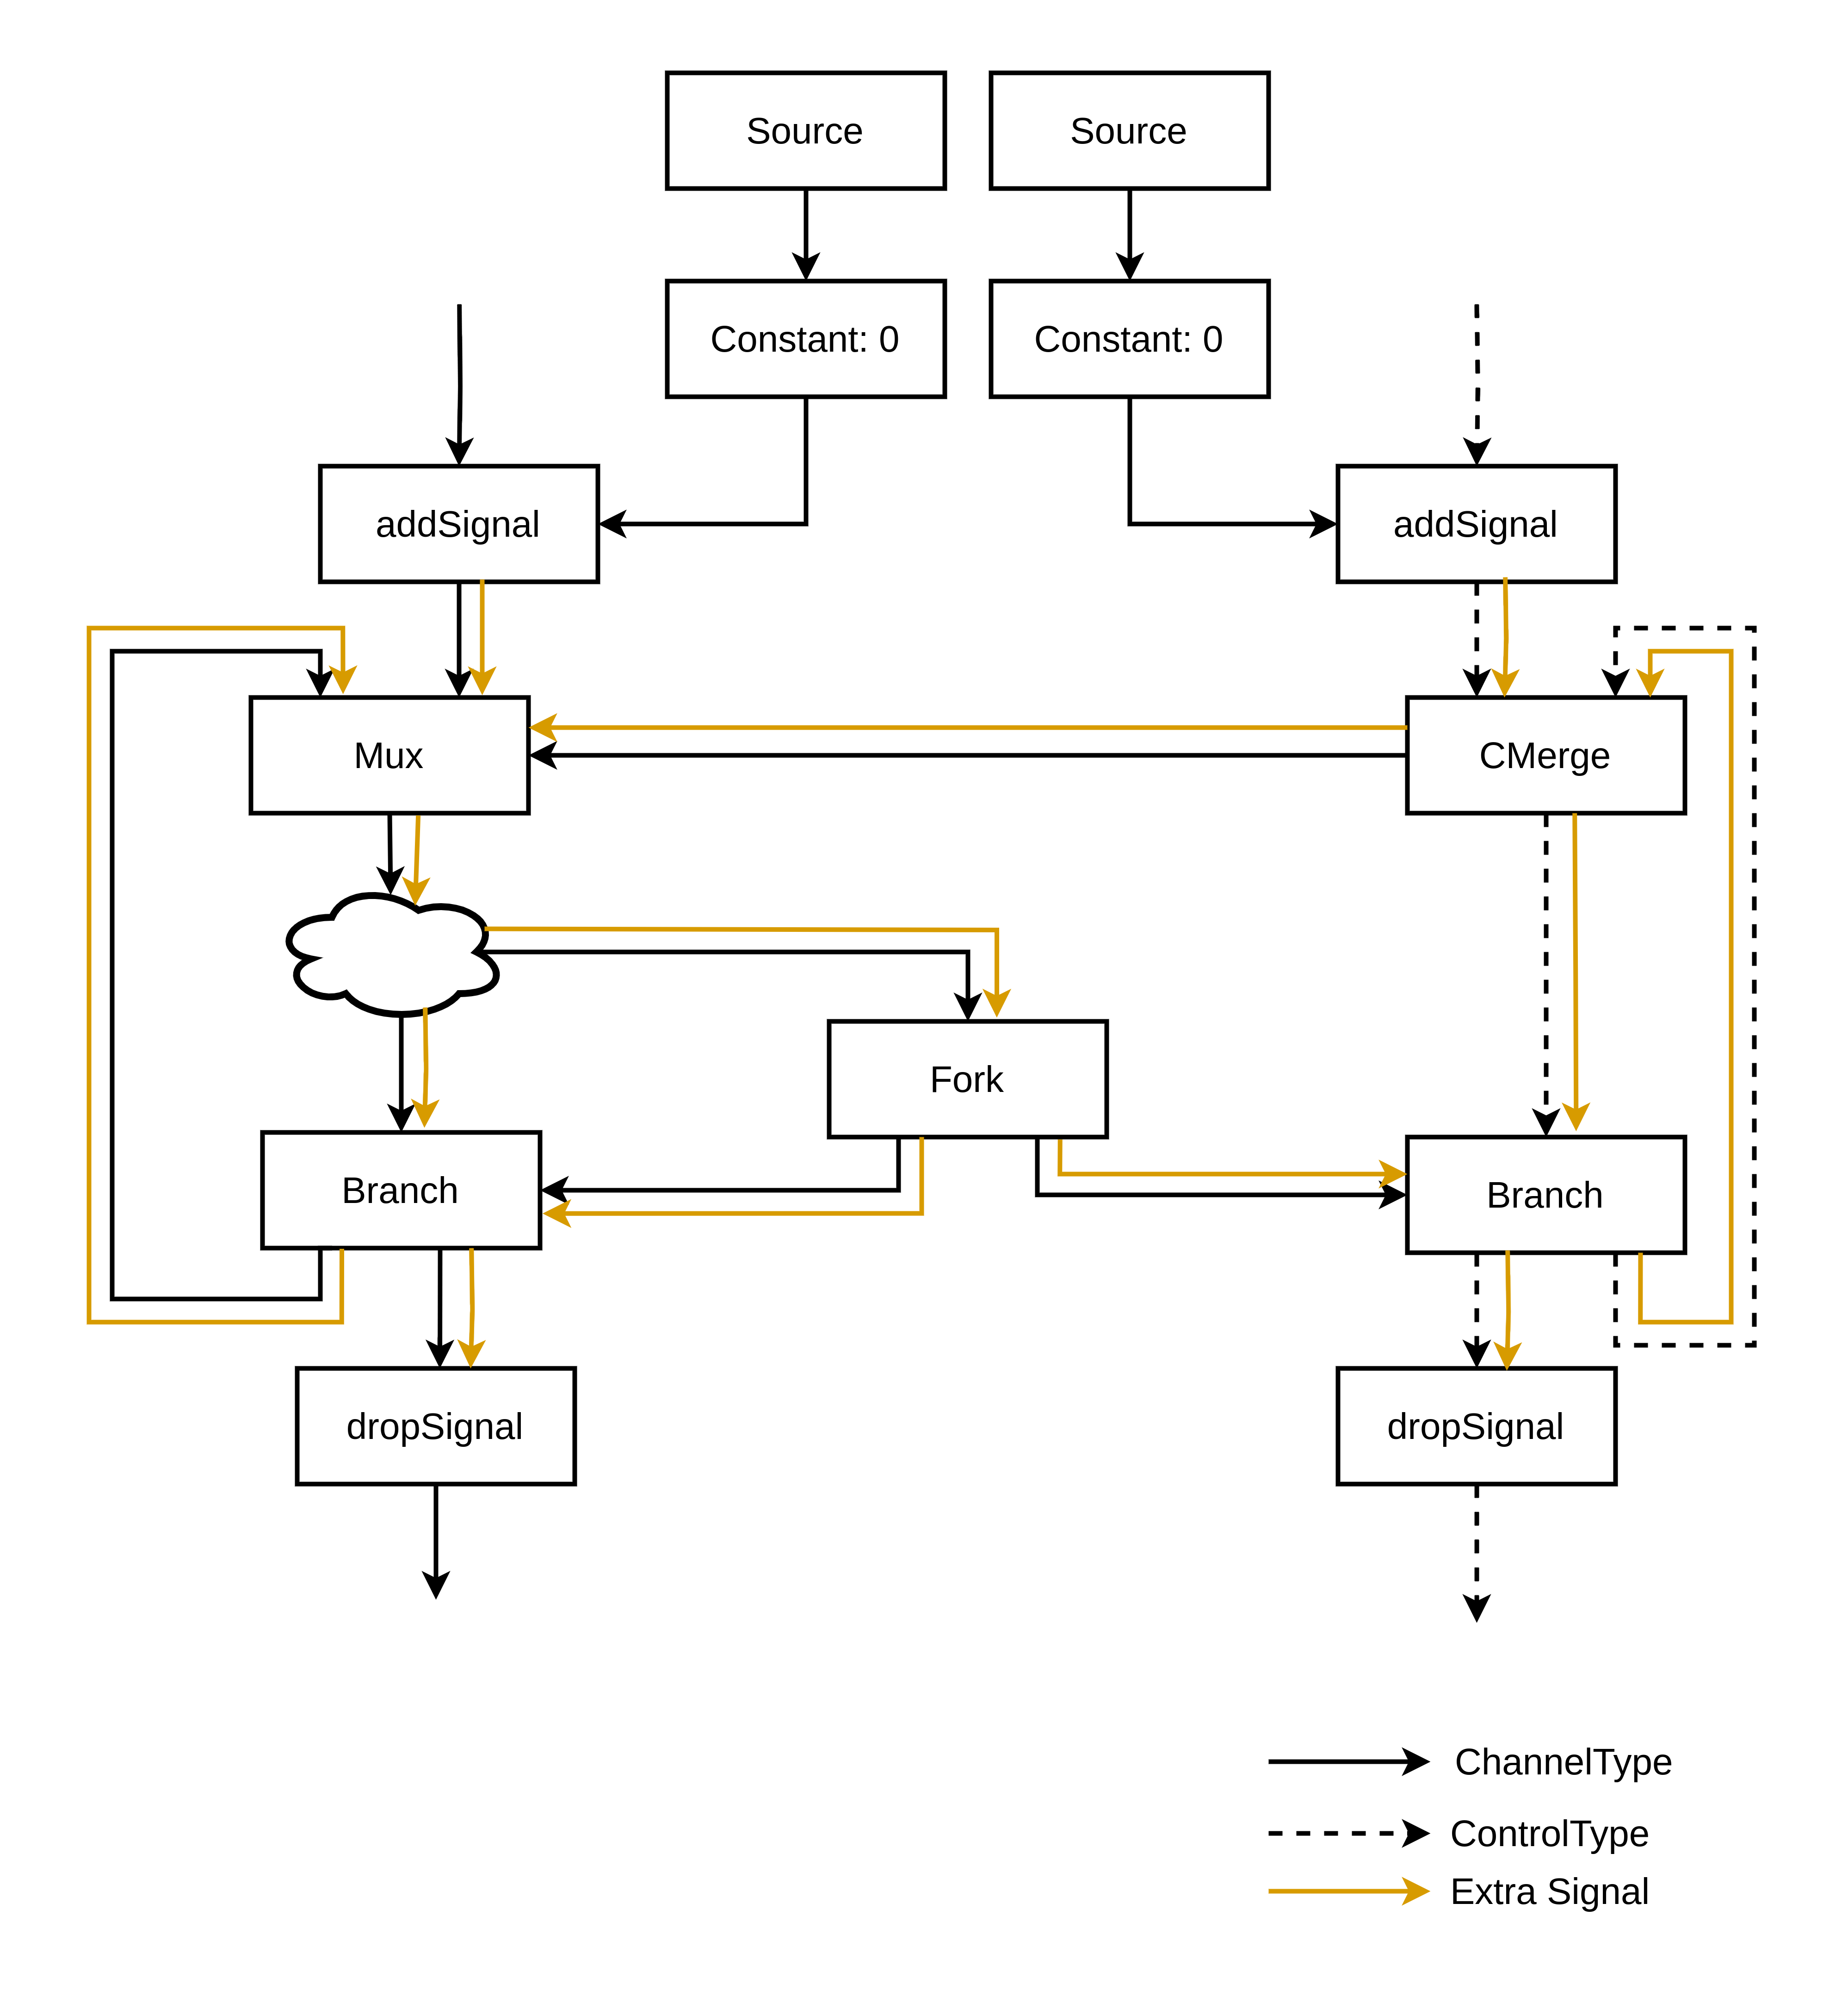 Source
Source
Constant: 0
Constant: 0
addSignal
addSignal
Mux
CMerge
Fork
Branch
Branch
dropSignal
dropSignal
ChannelType
ControlType
Extra Signal